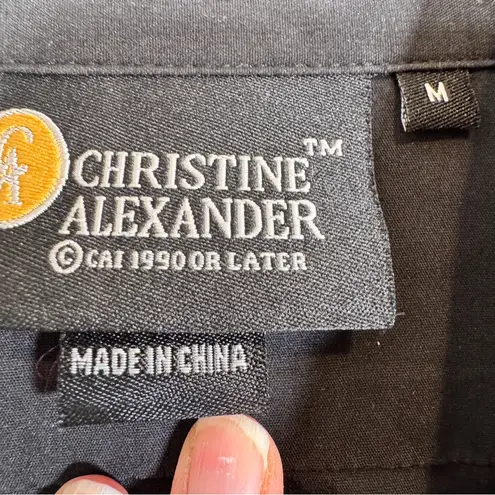 CHRISTINE™
ALEXANDER
© CAI 1990 OR LATER
M
MADE IN CHINA